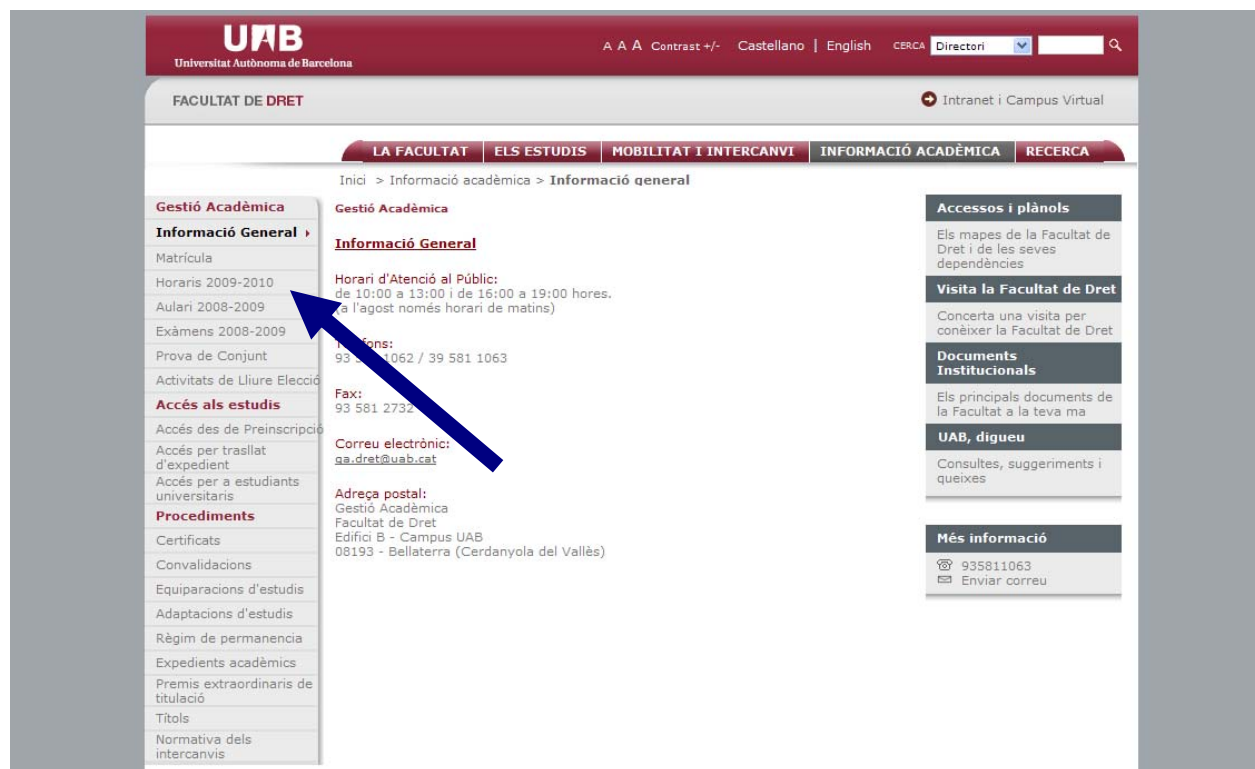 UAB
Universitat Autònoma de Barcelona
A A A Contrast +/- Castellano | English CERCA Directori
FACULTAT DE DRET
Intranet i Campus Virtual
LA FACULTAT ELS ESTUDIS MOBILITAT I INTERCANVI INFORMACIÓ ACADÈMICA RECERCA
Inici > Informació acadèmica > Informació general
Gestió Acadèmica
Informació General
Matrícula
Horaris 2009-2010
Aulari 2008-2009
Exàmens 2008-2009
Prova de Conjunt
Activitats de Lliure Elecció
Accés als estudis
Accés des de Preinscripció
Accés per trasllat
d'expedient
Accés per a estudiants
universitaris
Procediments
Certificats
Convalidacions
Equiparacions d'estudis
Adaptacions d'estudis
Règim de permanencia
Expedients acadèmics
Premis extraordinaris de
titulació
Títols
Normativa dels
intercanvis
Gestió Acadèmica
Informació General
Horari d'Atenció al Públic:
de 10:00 a 13:00 i de 16:00 a 19:00 hores.
(a l'agost només horari de matins)
93 1062 / 39 581 1063
Fax:
93 581 2732
Correu electrònic:
ga.dret@uab.cat
Adreça postal:
Gestió Acadèmica
Facultat de Dret
Edifici B - Campus UAB
08193 - Bellaterra (Cerdanyola del Vallès)
Accessos i plànols
Els mapes de la Facultat de
Dret i de les seves
dependències
Visita la Facultat de Dret
Concerta una visita per
conèixer la Facultat de Dret
Documents
Institucionals
Els principals documents de
la Facultat a la teva ma
UAB, digueu
Consultes, suggeriments i
queixes
Més informació
935811063
Enviar correu